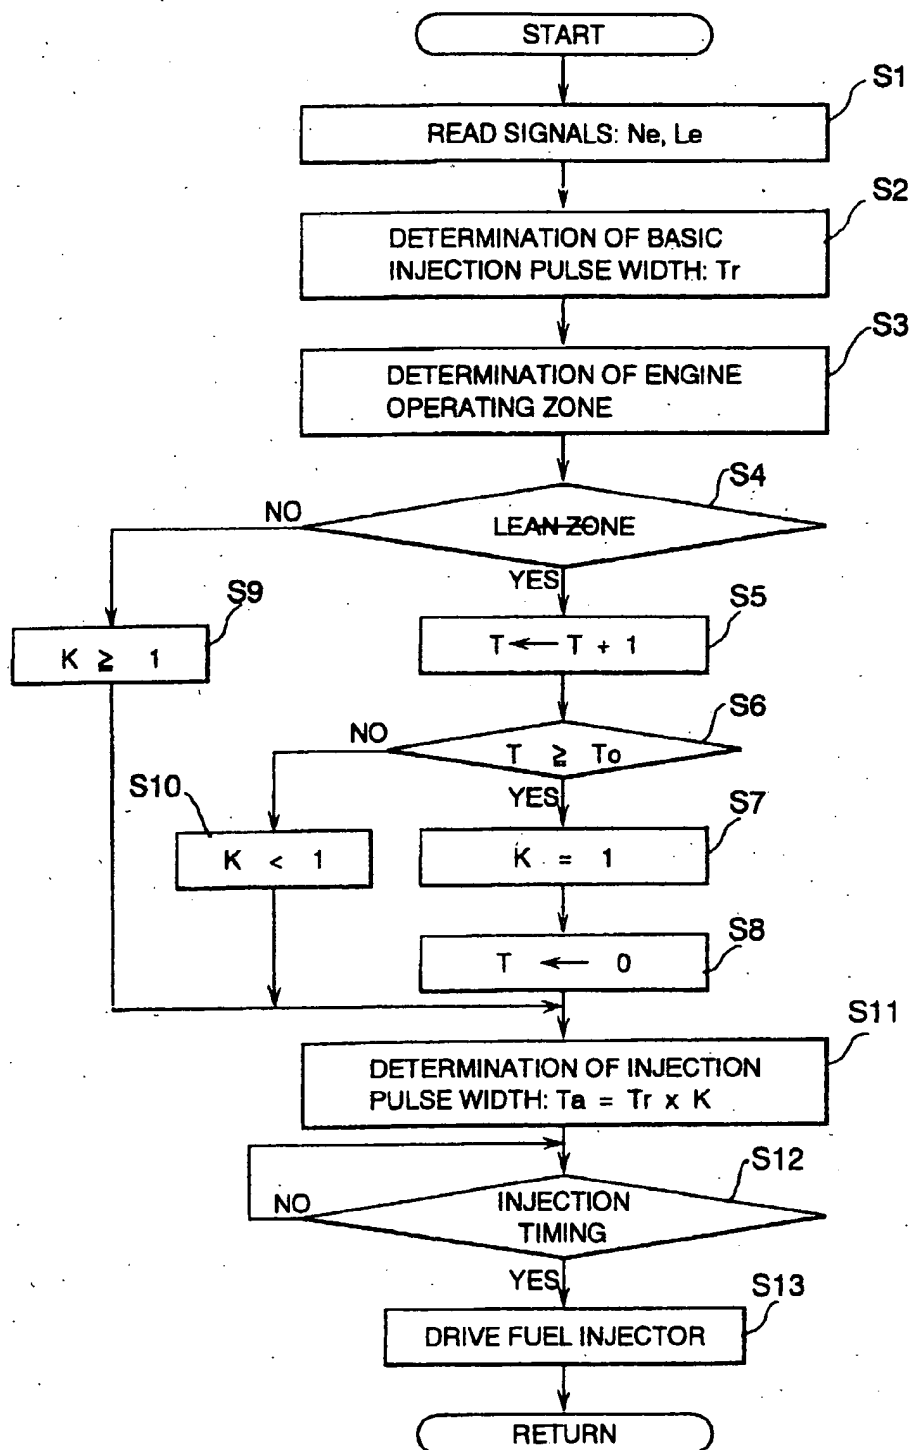 START
S1
READ SIGNALS: Ne, Le
S2
DETERMINATION OF BASIC
INJECTION PULSE WIDTH: Tr
S3
DETERMINATION OF ENGINE
OPERATING ZONE
S4
NO
LEAN ZONE
YES
S9
S5
K ≧ 1
T ← T + 1
S6
NO
T ≧ To
S10
YES
S7
K < 1
K = 1
S8
T ← 0
S11
DETERMINATION OF INJECTION
PULSE WIDTH: Ta = Tr x K
S12
NO
INJECTION
TIMING
YES
S13
DRIVE FUEL INJECTOR
RETURN